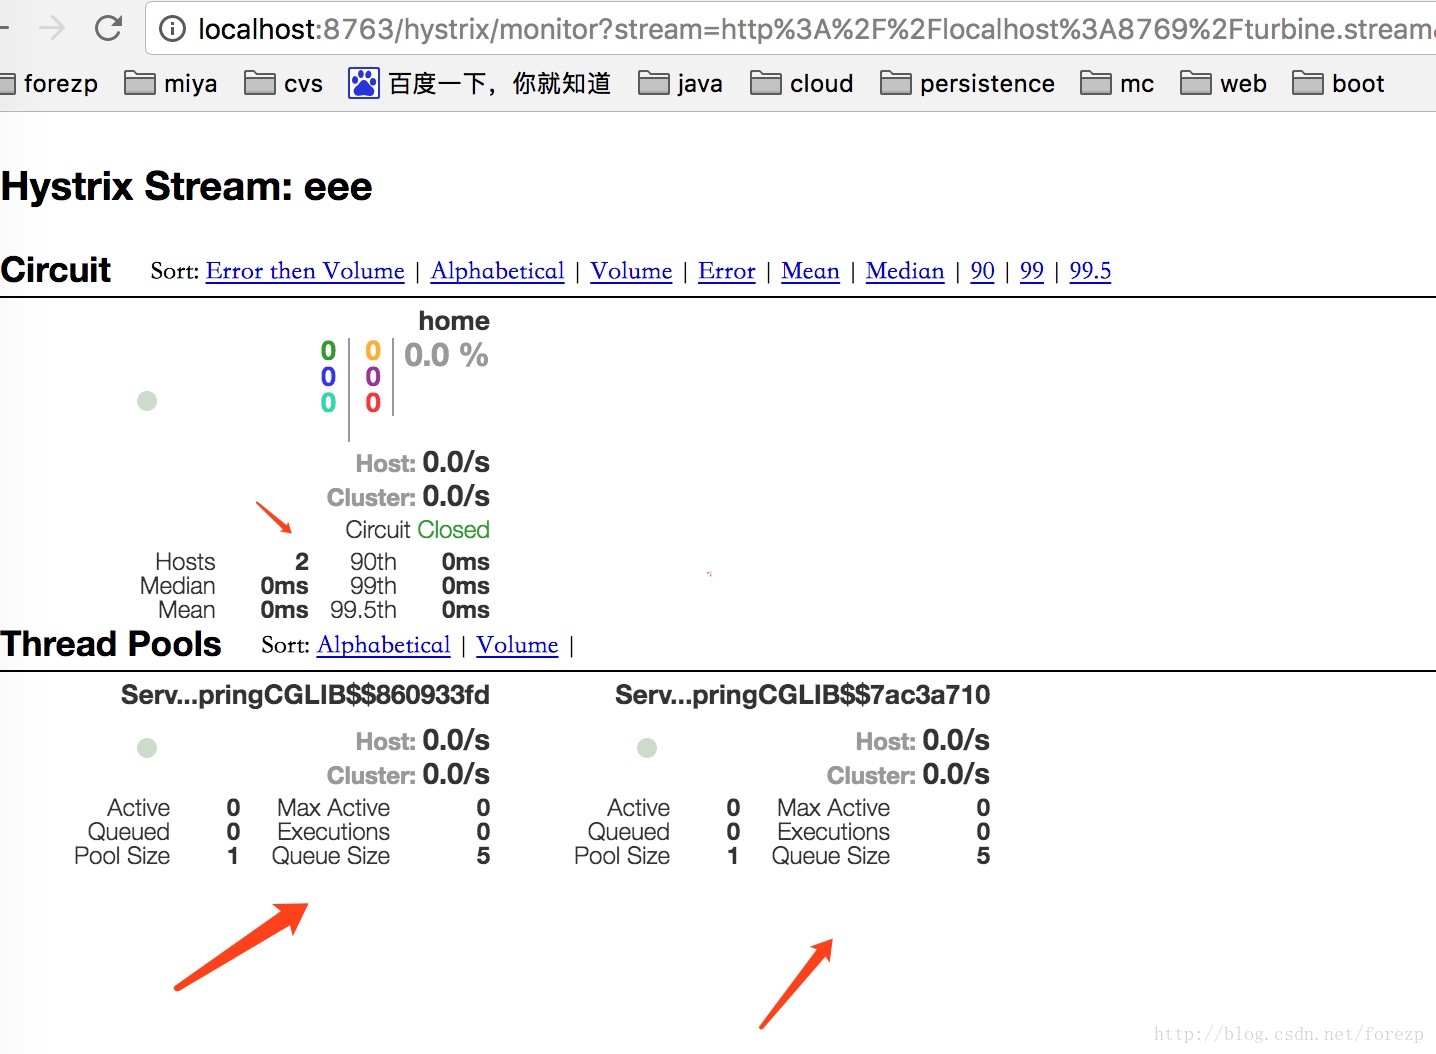 localhost:8763/hystrix/monitor?stream=http%3A%2F%2Flocalhost%3A8769%2Fturbine.stream
forezp miya cvs 百度一下，你就知道 java cloud persistence mc web boot
Hystrix Stream: eee
Circuit Sort: Error then Volume | Alphabetical | Volume | Error | Mean | Median | 90 | 99 | 99.5
home
0 0 0.0 %
0 0
0 0
Host: 0.0/s
Cluster: 0.0/s
Circuit Closed
Hosts 2 90th 0ms
Median 0ms 99th 0ms
Mean 0ms 99.5th 0ms
Thread Pools Sort: Alphabetical | Volume |
Serv...pringCGLIB$$860933fd Serv...pringCGLIB$$7ac3a710
Host: 0.0/s Host: 0.0/s
Cluster: 0.0/s Cluster: 0.0/s
Active 0 Max Active 0 Active 0 Max Active 0
Queued 0 Executions 0 Queued 0 Executions 0
Pool Size 1 Queue Size 5 Pool Size 1 Queue Size 5
http://blog.csdn.net/forezp